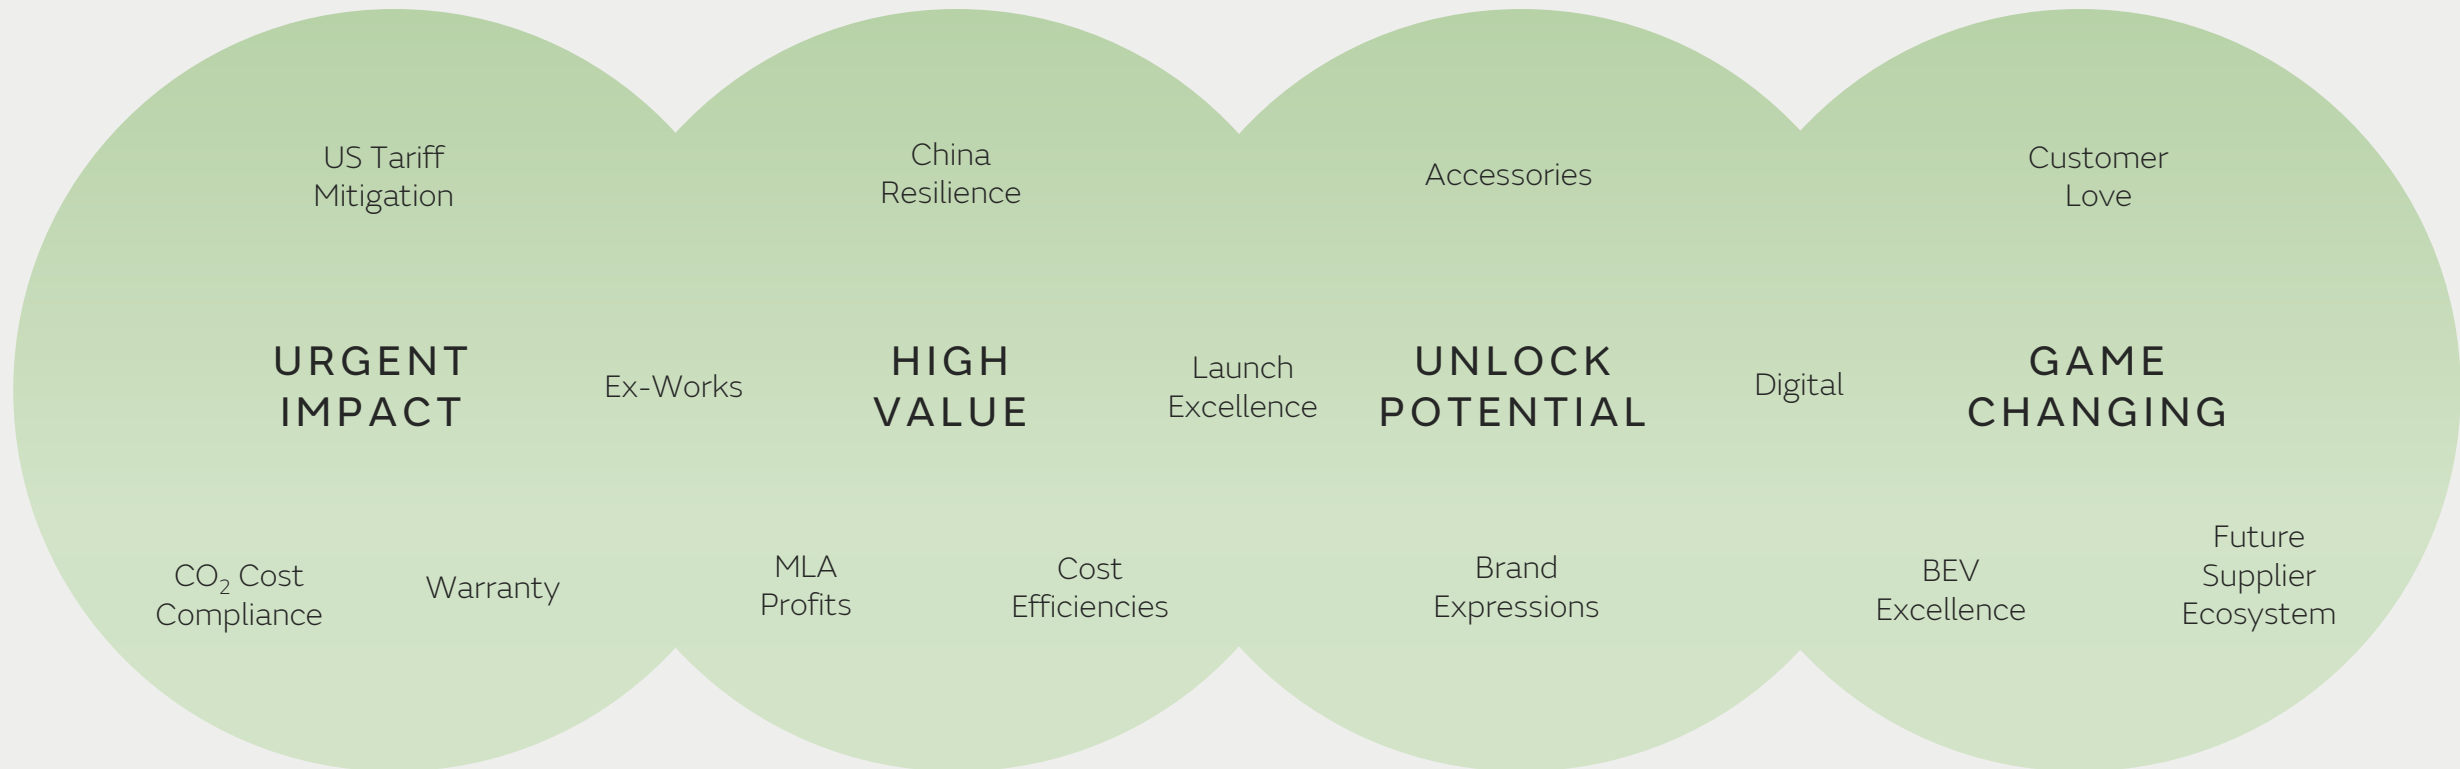 US Tariff
Mitigation
China
Resilience
Accessories
Customer
Love
URGENT
IMPACT
Ex-Works
HIGH
VALUE
Launch
Excellence
UNLOCK
POTENTIAL
Digital
GAME
CHANGING
CO₂ Cost
Compliance
Warranty
MLA
Profits
Cost
Efficiencies
Brand
Expressions
BEV
Excellence
Future
Supplier
Ecosystem